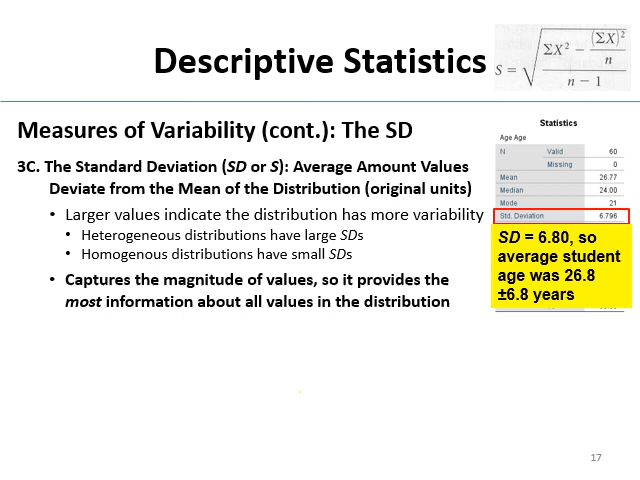 Descriptive Statistics
S = √ ΣX² − (ΣX)² / n
n − 1
Measures of Variability (cont.): The SD
3C. The Standard Deviation (SD or S): Average Amount Values
Deviate from the Mean of the Distribution (original units)
• Larger values indicate the distribution has more variability
• Heterogeneous distributions have large SDs
• Homogenous distributions have small SDs
• Captures the magnitude of values, so it provides the
most information about all values in the distribution
Statistics
Age Age
N Valid 60
Missing 0
Mean 26.77
Median 24.00
Mode 21
Std. Deviation 6.796
SD = 6.80, so
average student
age was 26.8
±6.8 years
17